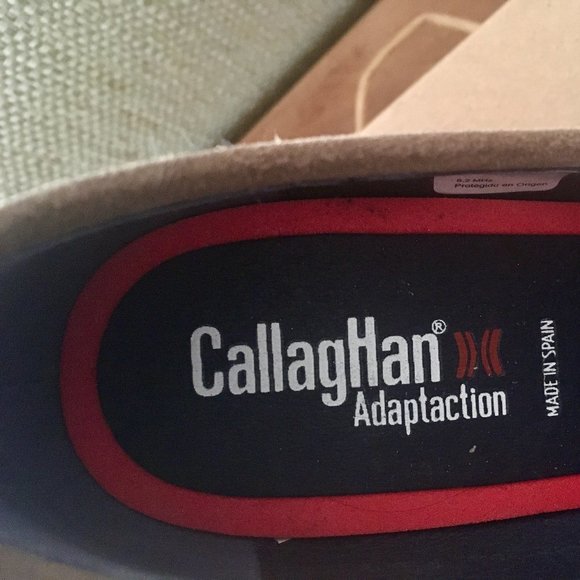 8.2 MHz
Protegido en Origen
CallagHan®
Adaptaction
MADE IN SPAIN